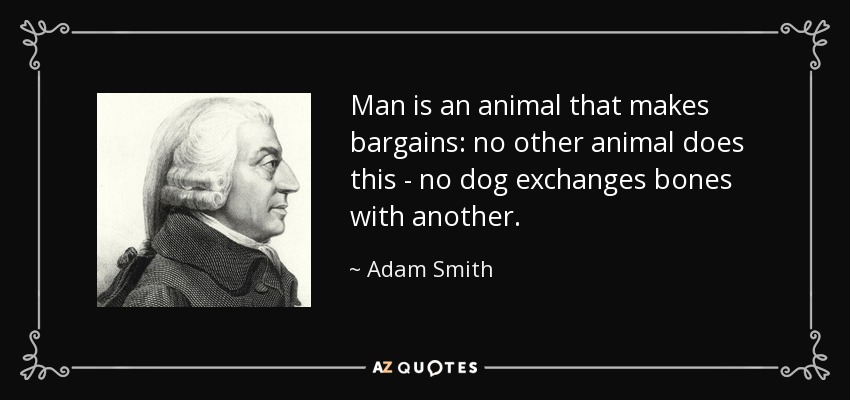 Man is an animal that makes
bargains: no other animal does
this - no dog exchanges bones
with another.
~ Adam Smith
AZ QUOTES